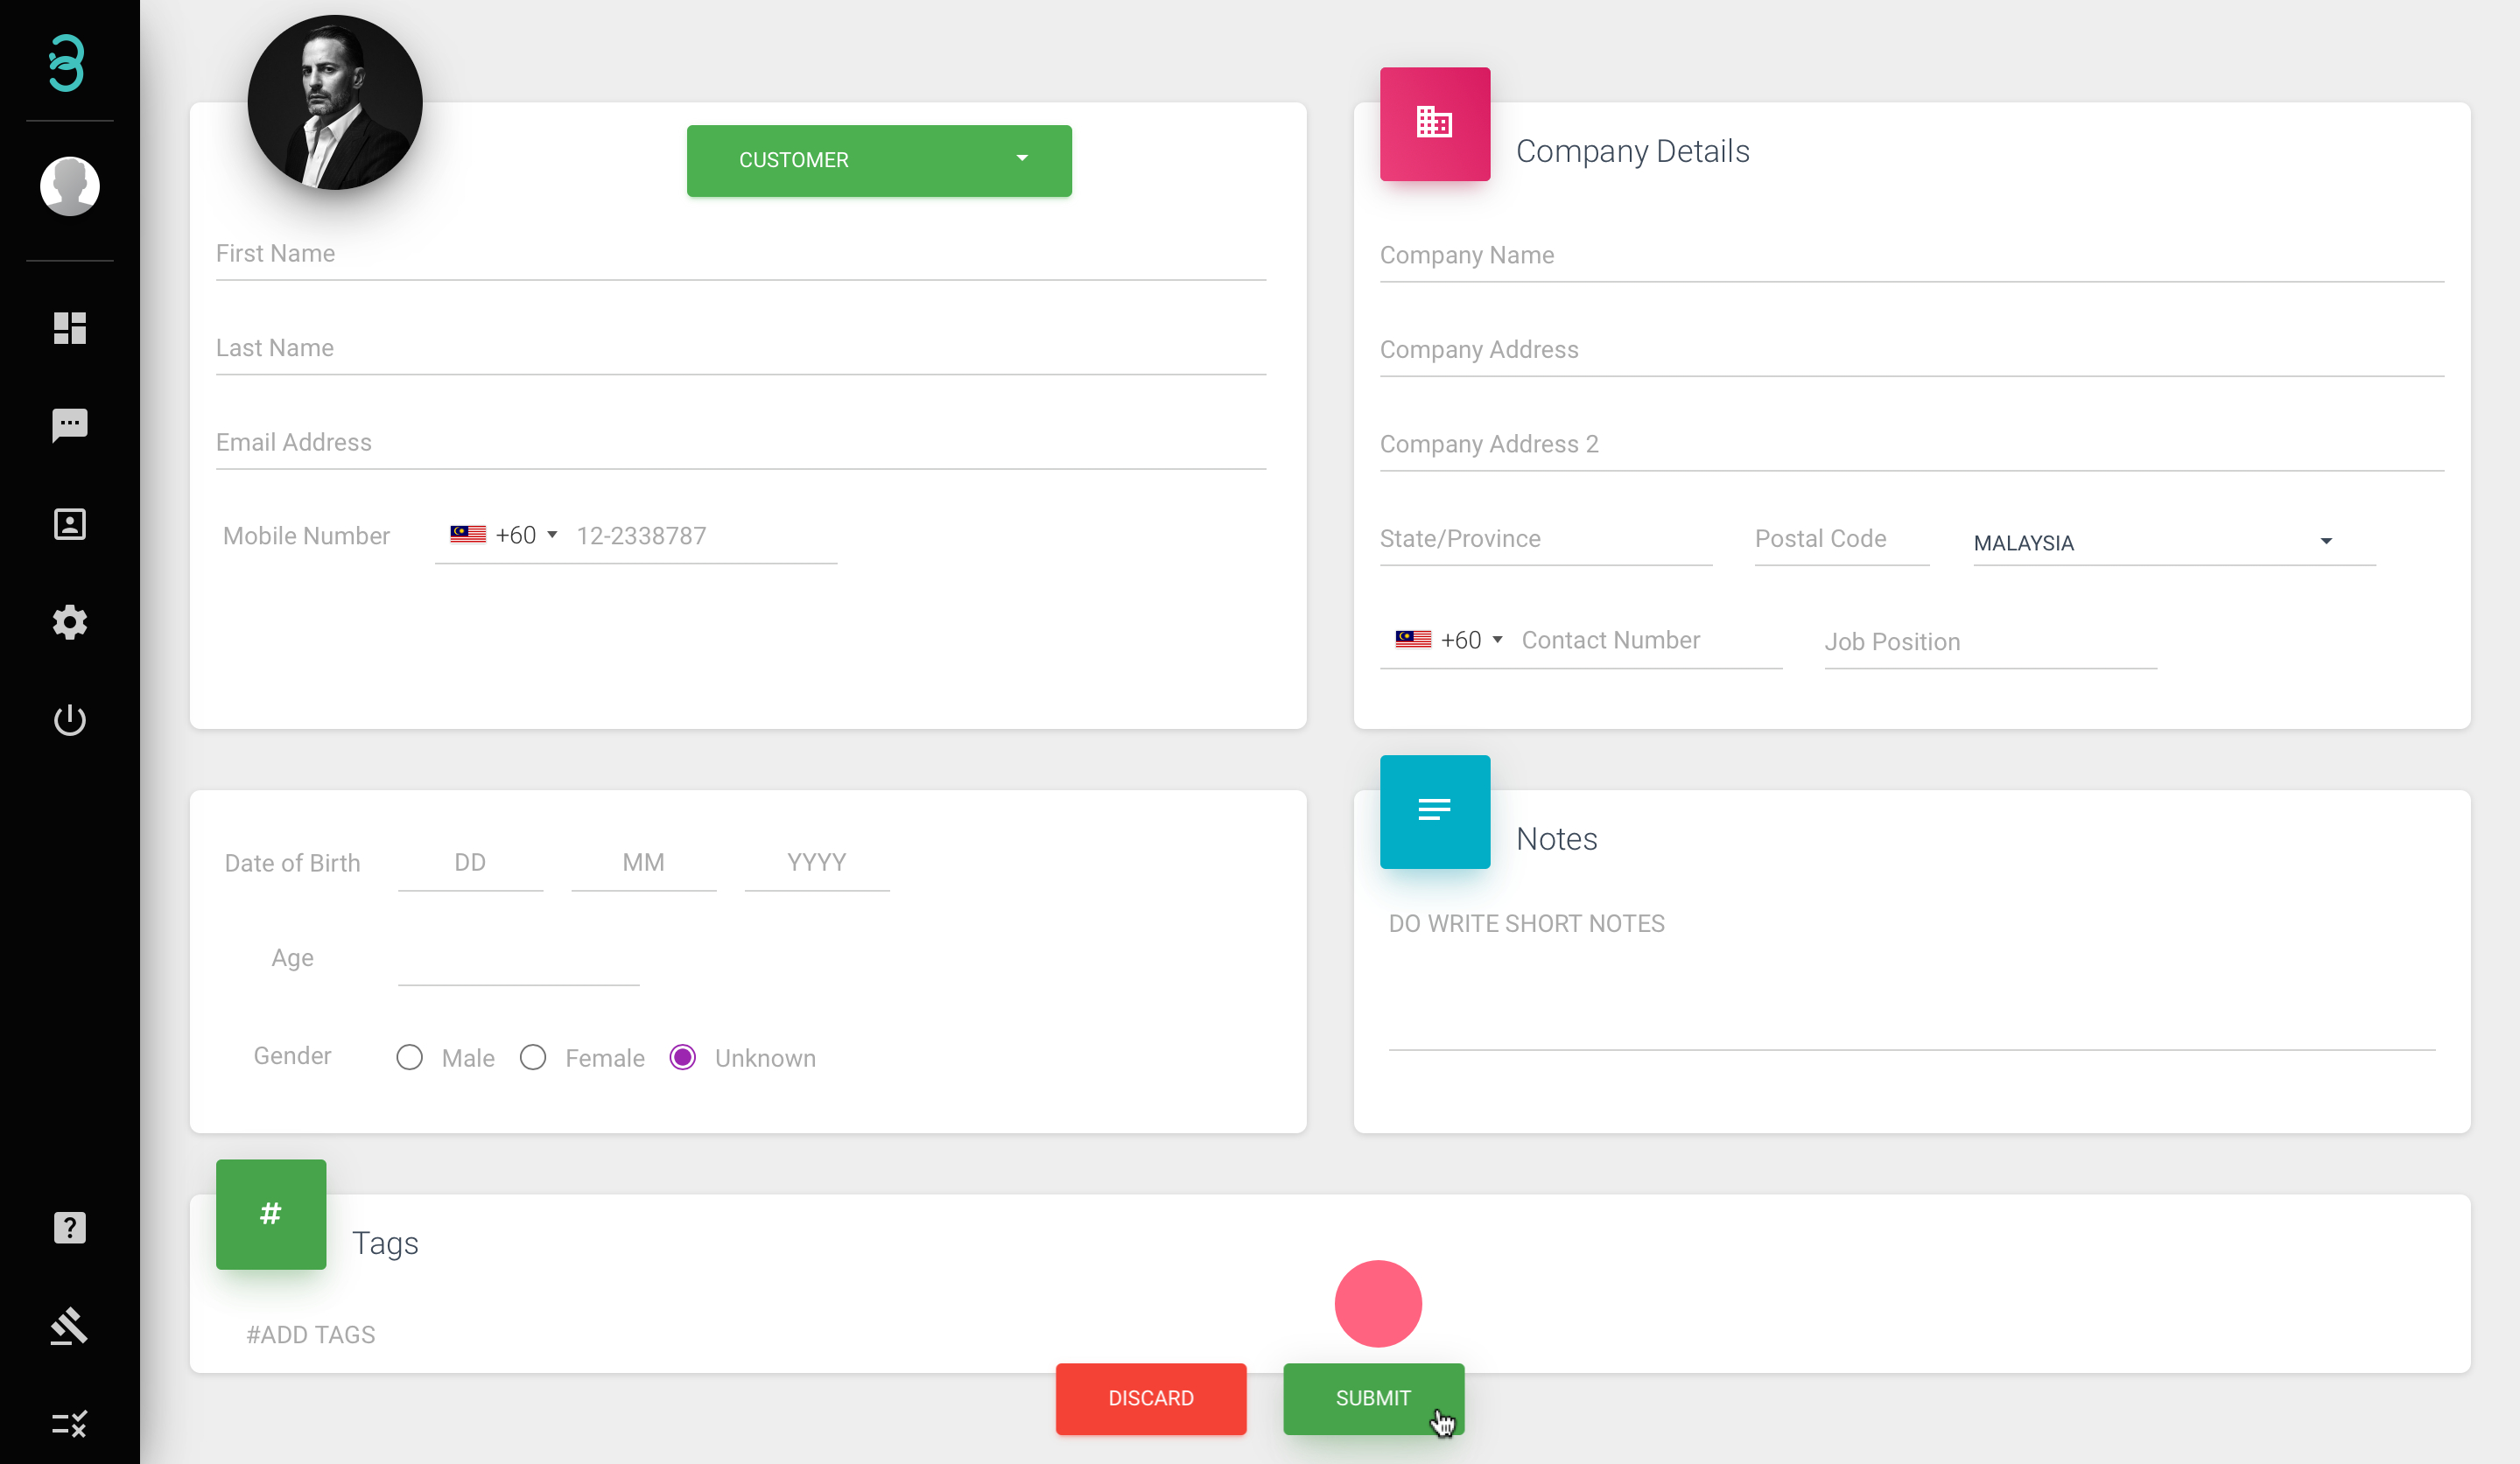 CUSTOMER
First Name
Last Name
Email Address
Mobile Number +60 12-2338787
Company Details
Company Name
Company Address
Company Address 2
State/Province Postal Code MALAYSIA
+60 Contact Number Job Position
Date of Birth DD MM YYYY
Age
Gender Male Female Unknown
Notes
DO WRITE SHORT NOTES
#
Tags
#ADD TAGS
DISCARD SUBMIT
?